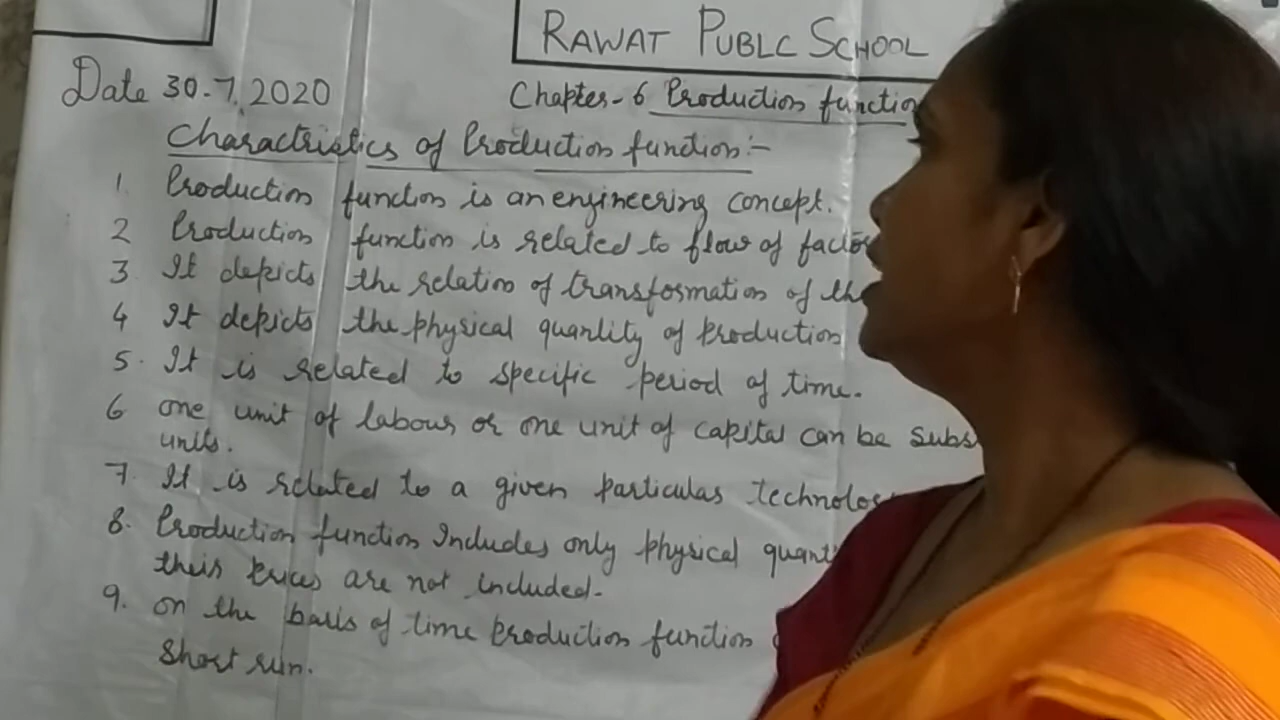 RAWAT PUBLC SCHOOL
Date 30.7.2020
Chapter-6 Production functio
Characteristics of Production function:-
1. Production function is an engineering concept.
2 Production function is related to flow of factor
3. It depicts the relation of transformation of the
4 It depicts the physical quantity of production
5. It is related to specific period of time.
6 one unit of labour or one unit of capital can be subs
units.
7. It is related to a given particular technolog
8. Production function Includes only physical quant
their prices are not included.
9. on the basis of time production function
Short run.